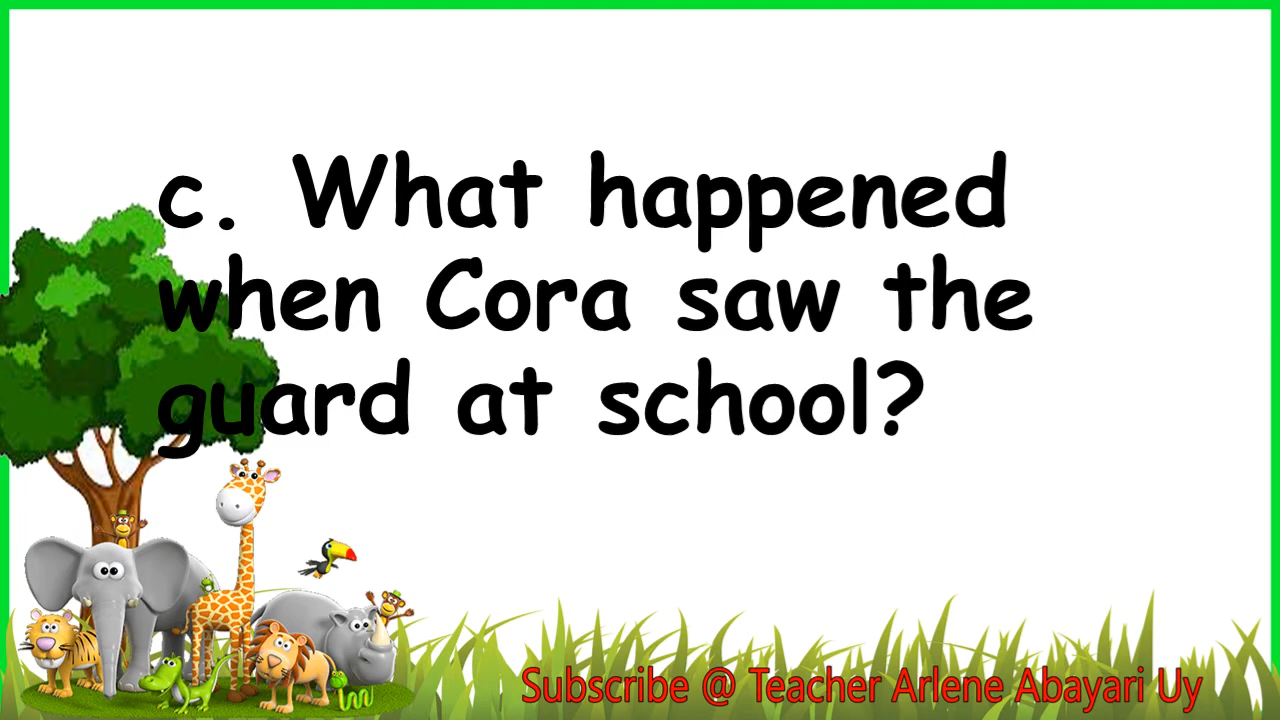 c. What happened
when Cora saw the
guard at school?
Subscribe @ Teacher Arlene Abayari Uy